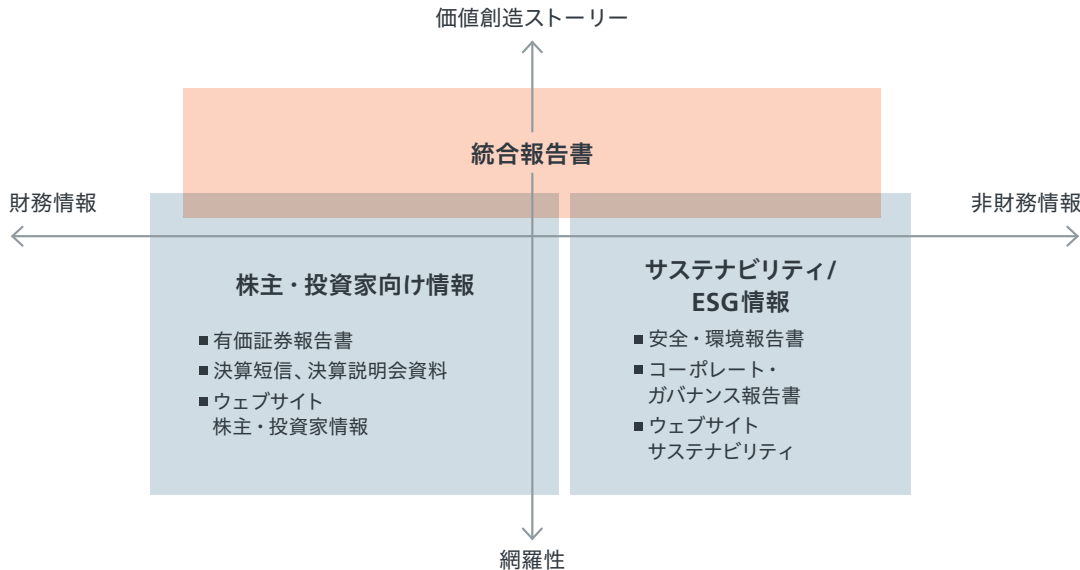 価値創造ストーリー
統合報告書
財務情報
非財務情報
株主・投資家向け情報
■有価証券報告書
■決算短信、決算説明会資料
■ウェブサイト
株主・投資家情報
サステナビリティ/
ESG情報
■安全・環境報告書
■コーポレート・
ガバナンス報告書
■ウェブサイト
サステナビリティ
網羅性